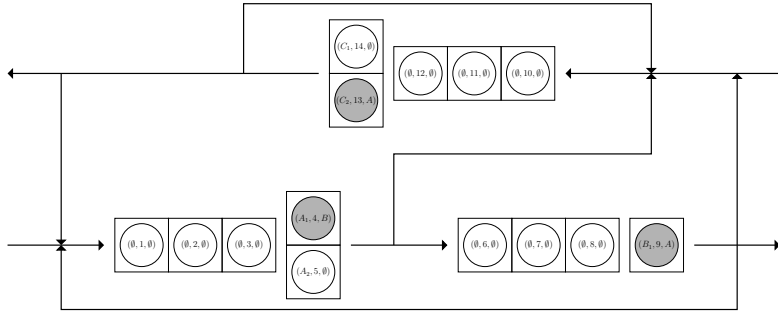 (C₁, 14, ∅)
(∅, 12, ∅) (∅, 11, ∅) (∅, 10, ∅)
(C₂, 13, A)
(A₁, 4, B)
(∅, 1, ∅) (∅, 2, ∅) (∅, 3, ∅) (∅, 6, ∅) (∅, 7, ∅) (∅, 8, ∅) (B₁, 9, A)
(A₂, 5, ∅)